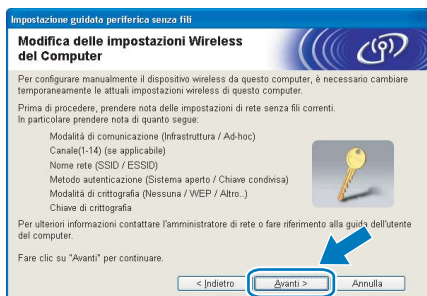 Impostazione guidata periferica senza fili
Modifica delle impostazioni Wireless
del Computer
Per configurare manualmente il dispositivo wireless da questo computer, è necessario cambiare
temporaneamente le attuali impostazioni wireless di questo computer.
Prima di procedere, prendere nota delle impostazioni di rete senza fili correnti.
In particolare prendere nota di quanto segue:
Modalità di comunicazione (Infrastruttura / Ad-hoc)
Canale(1-14) (se applicabile)
Nome rete (SSID / ESSID)
Metodo autenticazione (Sistema aperto / Chiave condivisa)
Modalità di crittografia (Nessuna / WEP / Altro..)
Chiave di crittografia
Per ulteriori informazioni contattare l'amministratore di rete o fare riferimento alla guida dell'utente
del computer.
Fare clic su "Avanti" per continuare.
< Indietro
Avanti >
Annulla